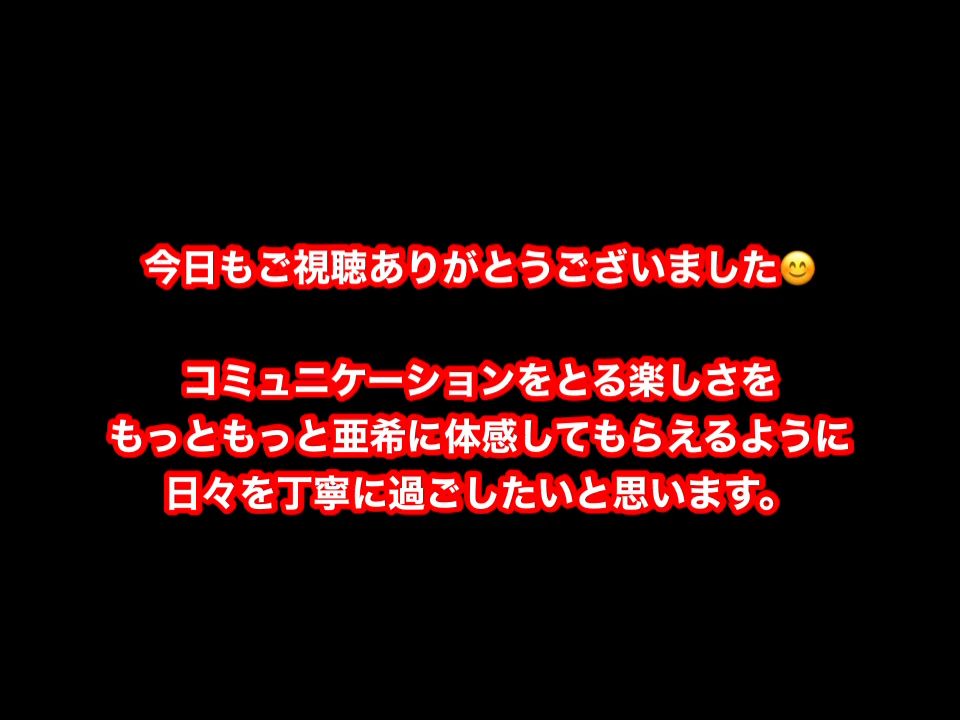 今日もご視聴ありがとうございました😊
コミュニケーションをとる楽しさを
もっともっと亜希に体感してもらえるように
日々を丁寧に過ごしたいと思います。